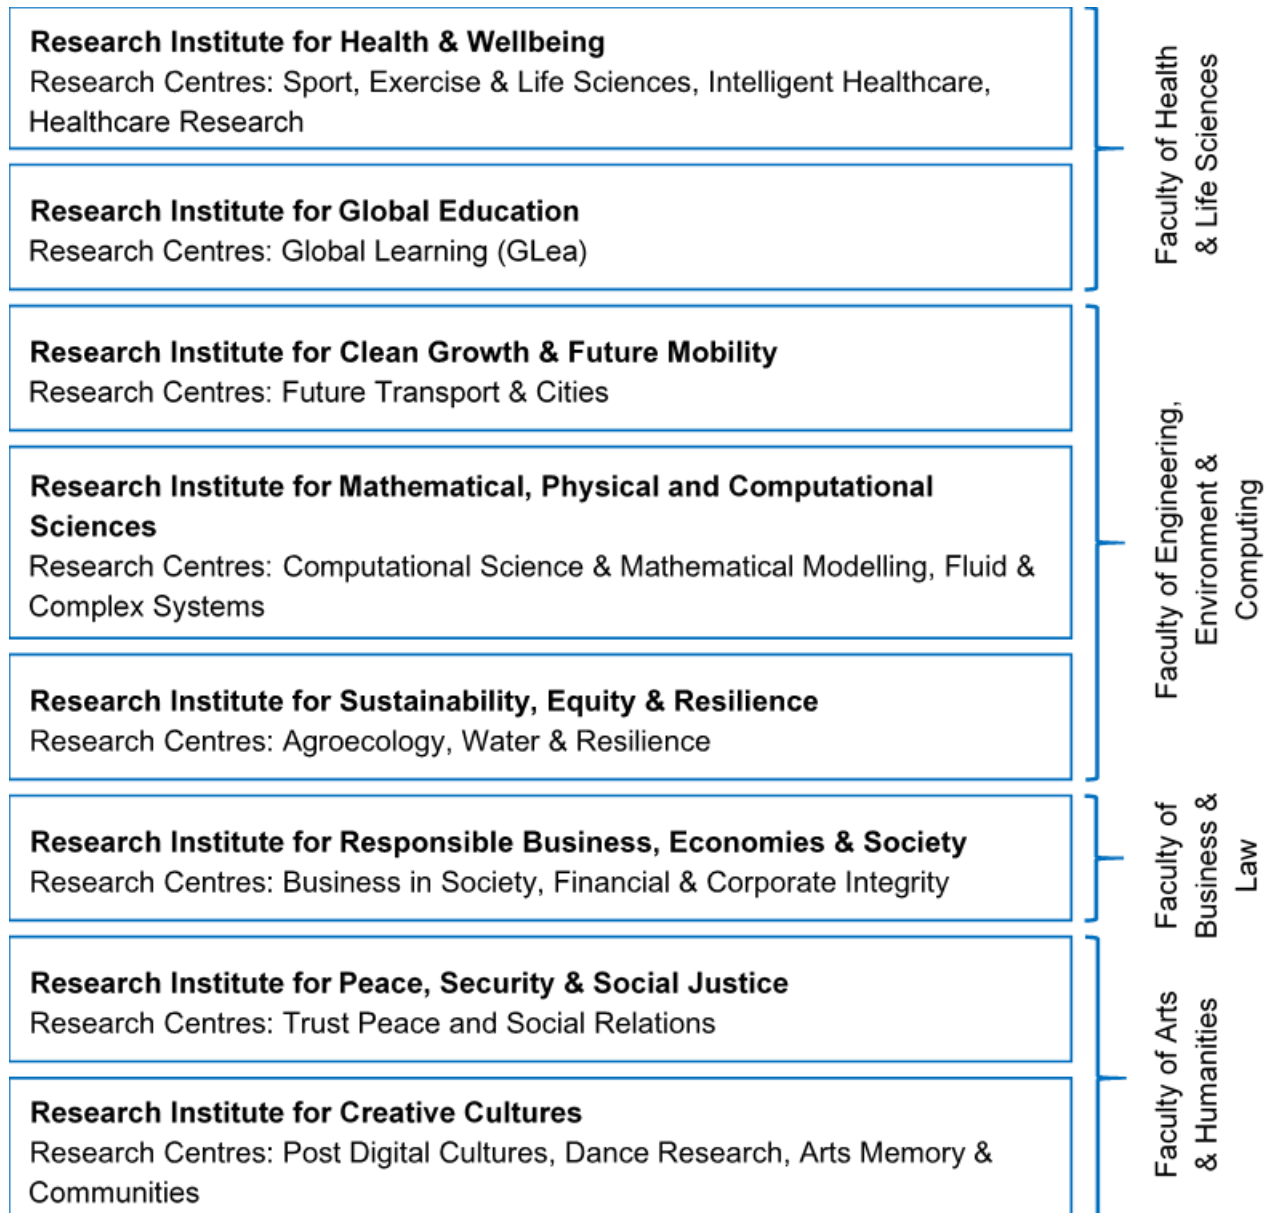 Research Institute for Health & Wellbeing
Research Centres: Sport, Exercise & Life Sciences, Intelligent Healthcare,
Healthcare Research
Faculty of Health
& Life Sciences
Research Institute for Global Education
Research Centres: Global Learning (GLea)
Research Institute for Clean Growth & Future Mobility
Research Centres: Future Transport & Cities
Faculty of Engineering,
Environment &
Computing
Research Institute for Mathematical, Physical and Computational
Sciences
Research Centres: Computational Science & Mathematical Modelling, Fluid &
Complex Systems
Research Institute for Sustainability, Equity & Resilience
Research Centres: Agroecology, Water & Resilience
Research Institute for Responsible Business, Economies & Society
Research Centres: Business in Society, Financial & Corporate Integrity
Faculty of
Business &
Law
Research Institute for Peace, Security & Social Justice
Research Centres: Trust Peace and Social Relations
Faculty of Arts
& Humanities
Research Institute for Creative Cultures
Research Centres: Post Digital Cultures, Dance Research, Arts Memory &
Communities